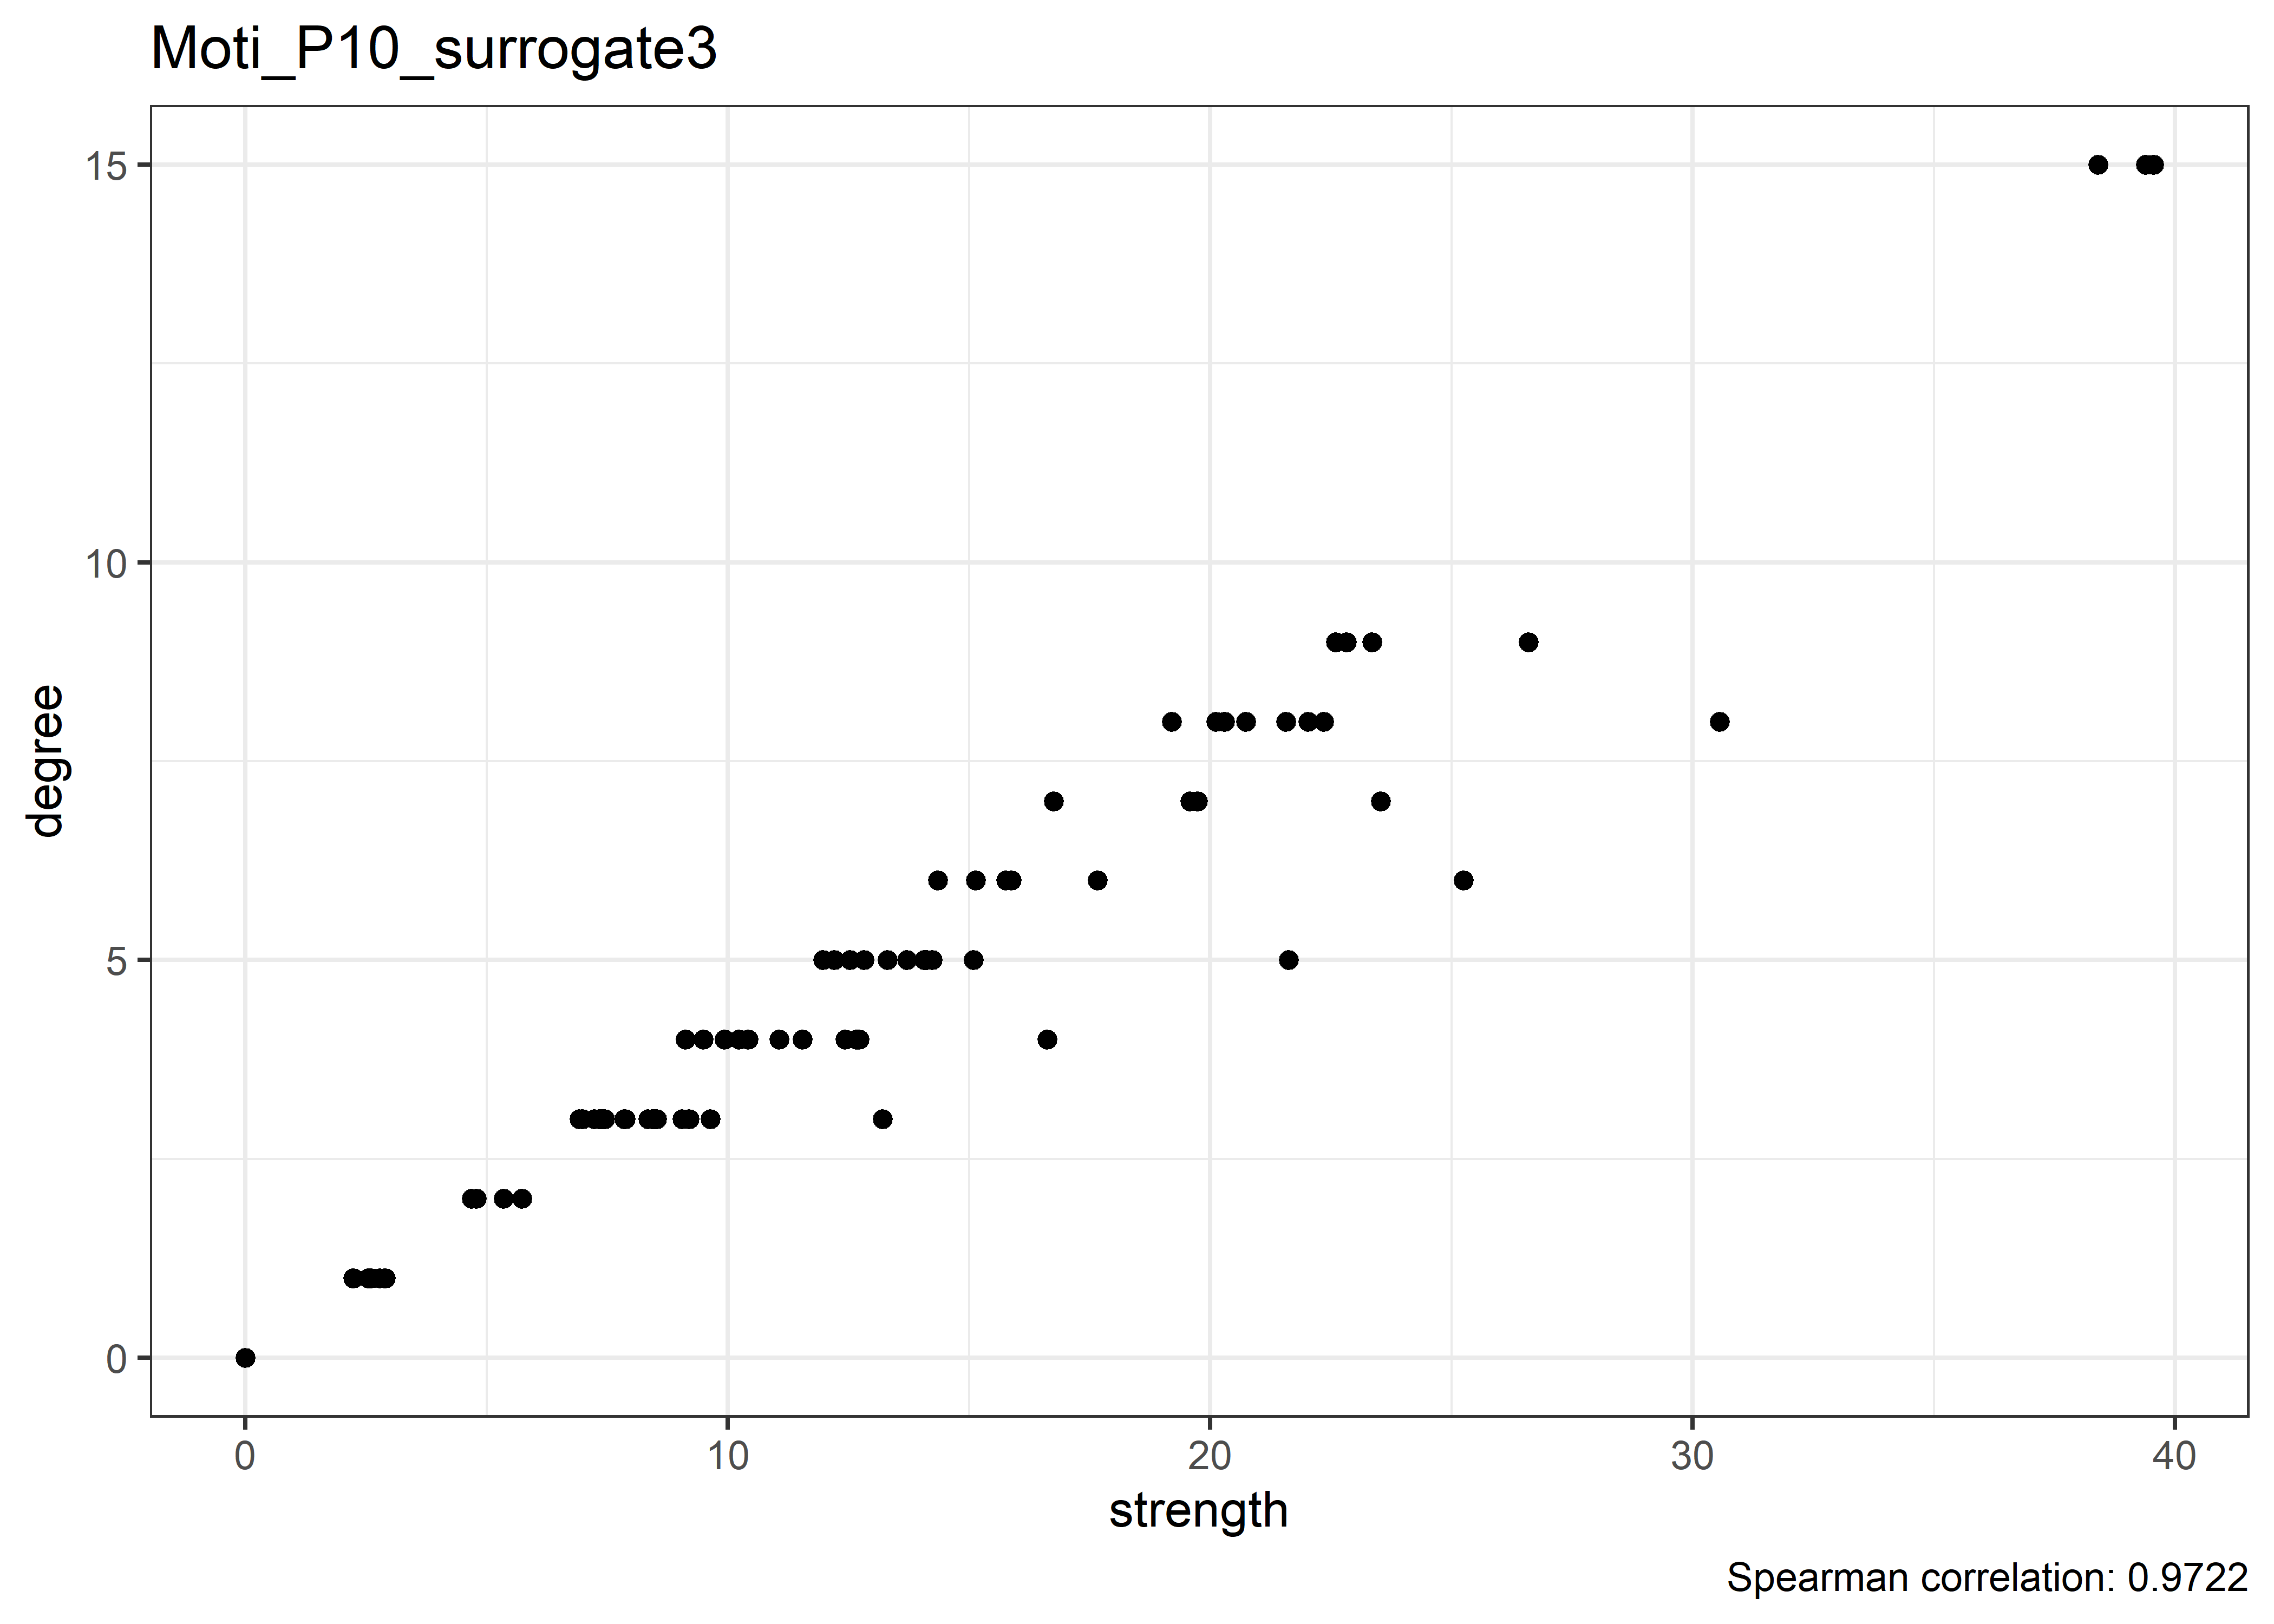 Moti_P10_surrogate3
15
10
5
0
degree
0 10 20 30 40
strength
Spearman correlation: 0.9722